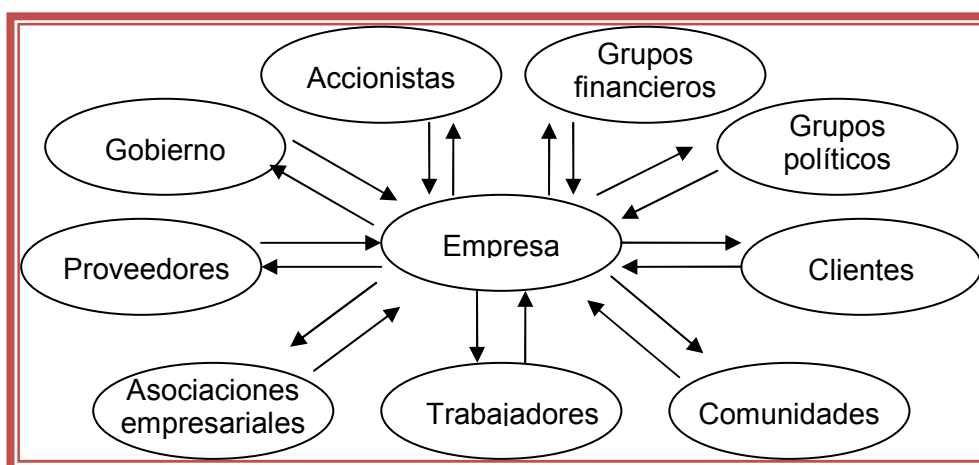 Accionistas
Grupos
financieros
Gobierno
Grupos
políticos
Empresa
Proveedores
Clientes
Asociaciones
empresariales
Trabajadores
Comunidades